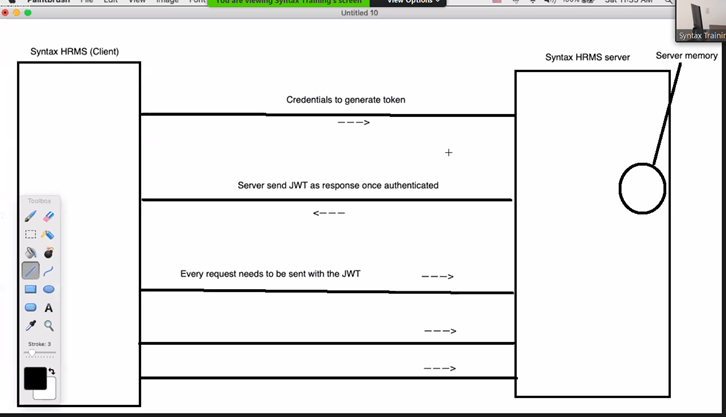 Paintbrush File Edit View Image Font
You are viewing Syntax Training's screen
View Options
100%
Sat 11:55 AM
Untitled 10
Syntax Trainin
Syntax HRMS (Client)
Syntax HRMS server
Server memory
Credentials to generate token
--->
Server send JWT as response once authenticated
<---
Every request needs to be sent with the JWT
--->
--->
--->
Toolbox
A
Stroke: 3